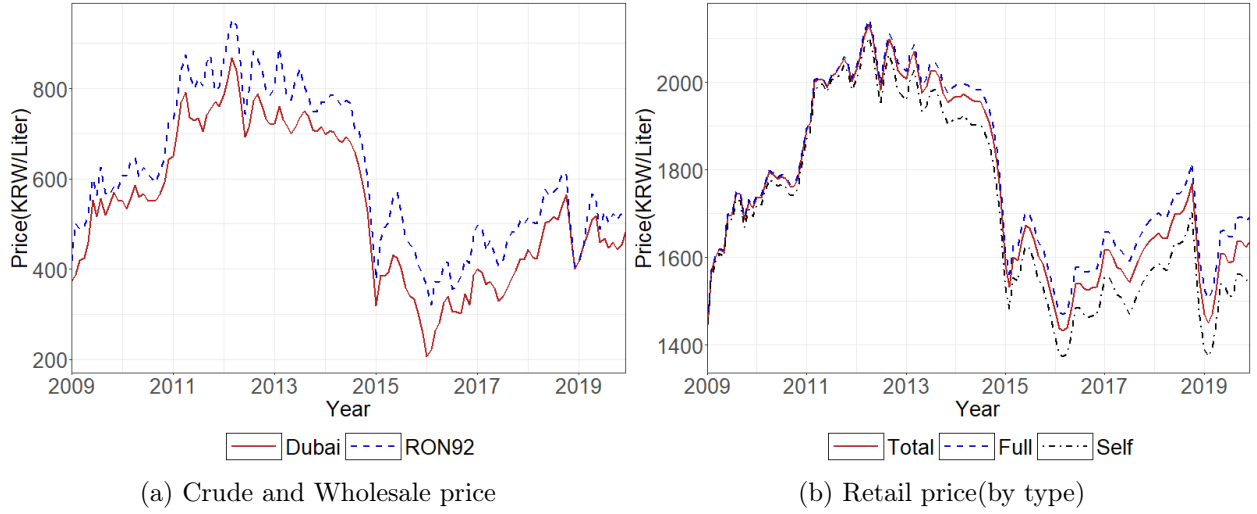 Price(KRW/Liter)
800
600
400
200
2009 2011 2013 2015 2017 2019
Year
Dubai RON92
(a) Crude and Wholesale price
Price(KRW/Liter)
2000
1800
1600
1400
2009 2011 2013 2015 2017 2019
Year
Total Full Self
(b) Retail price(by type)